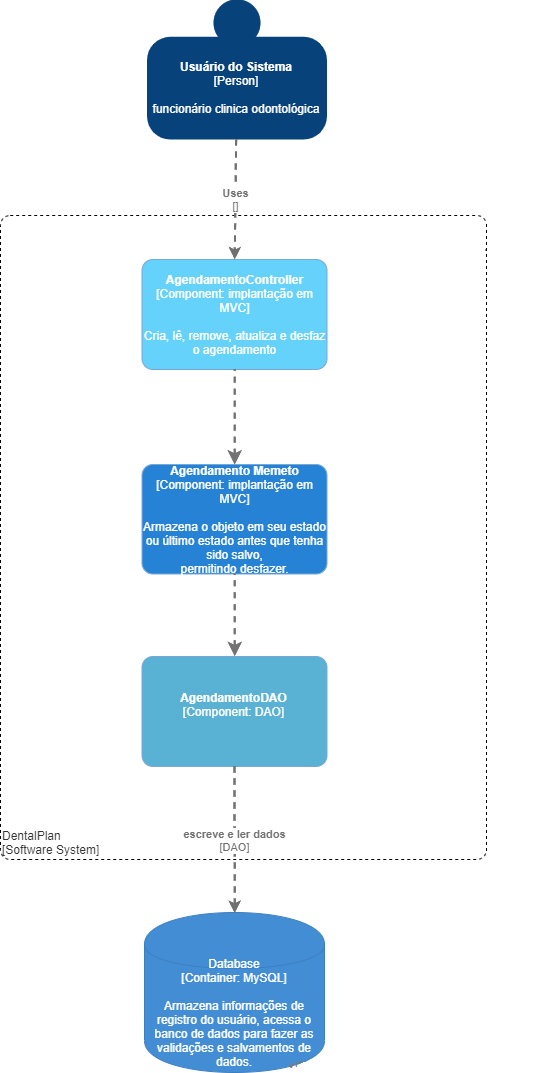 Usuário do Sistema
[Person]
funcionário clinica odontológica
Uses
[]
AgendamentoController
[Component: implantação em
MVC]
Cria, lê, remove, atualiza e desfaz
o agendamento
Agendamento Memeto
[Component: implantação em
MVC]
Armazena o objeto em seu estado
ou último estado antes que tenha
sido salvo,
permitindo desfazer.
AgendamentoDAO
[Component: DAO]
escreve e ler dados
[DAO]
DentalPlan
[Software System]
Database
[Container: MySQL]
Armazena informações de
registro do usuário, acessa o
banco de dados para fazer as
validações e salvamentos de
dados.